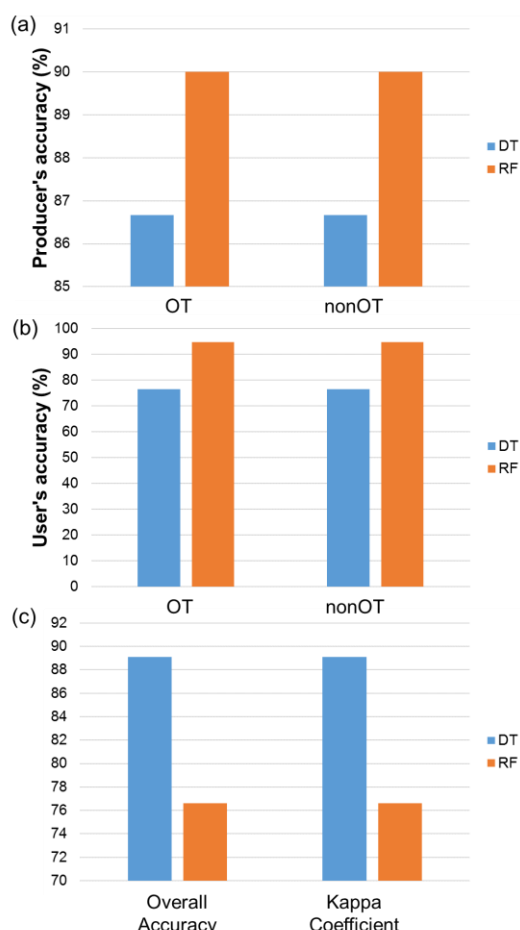 (a)
Producer's accuracy (%)
91
90
89
88
87
86
85
OT nonOT
DT
RF
(b)
User's accuracy (%)
100
90
80
70
60
50
40
30
20
10
0
OT nonOT
DT
RF
(c)
92
90
88
86
84
82
80
78
76
74
72
70
Overall Kappa
Accuracy Coefficient
DT
RF